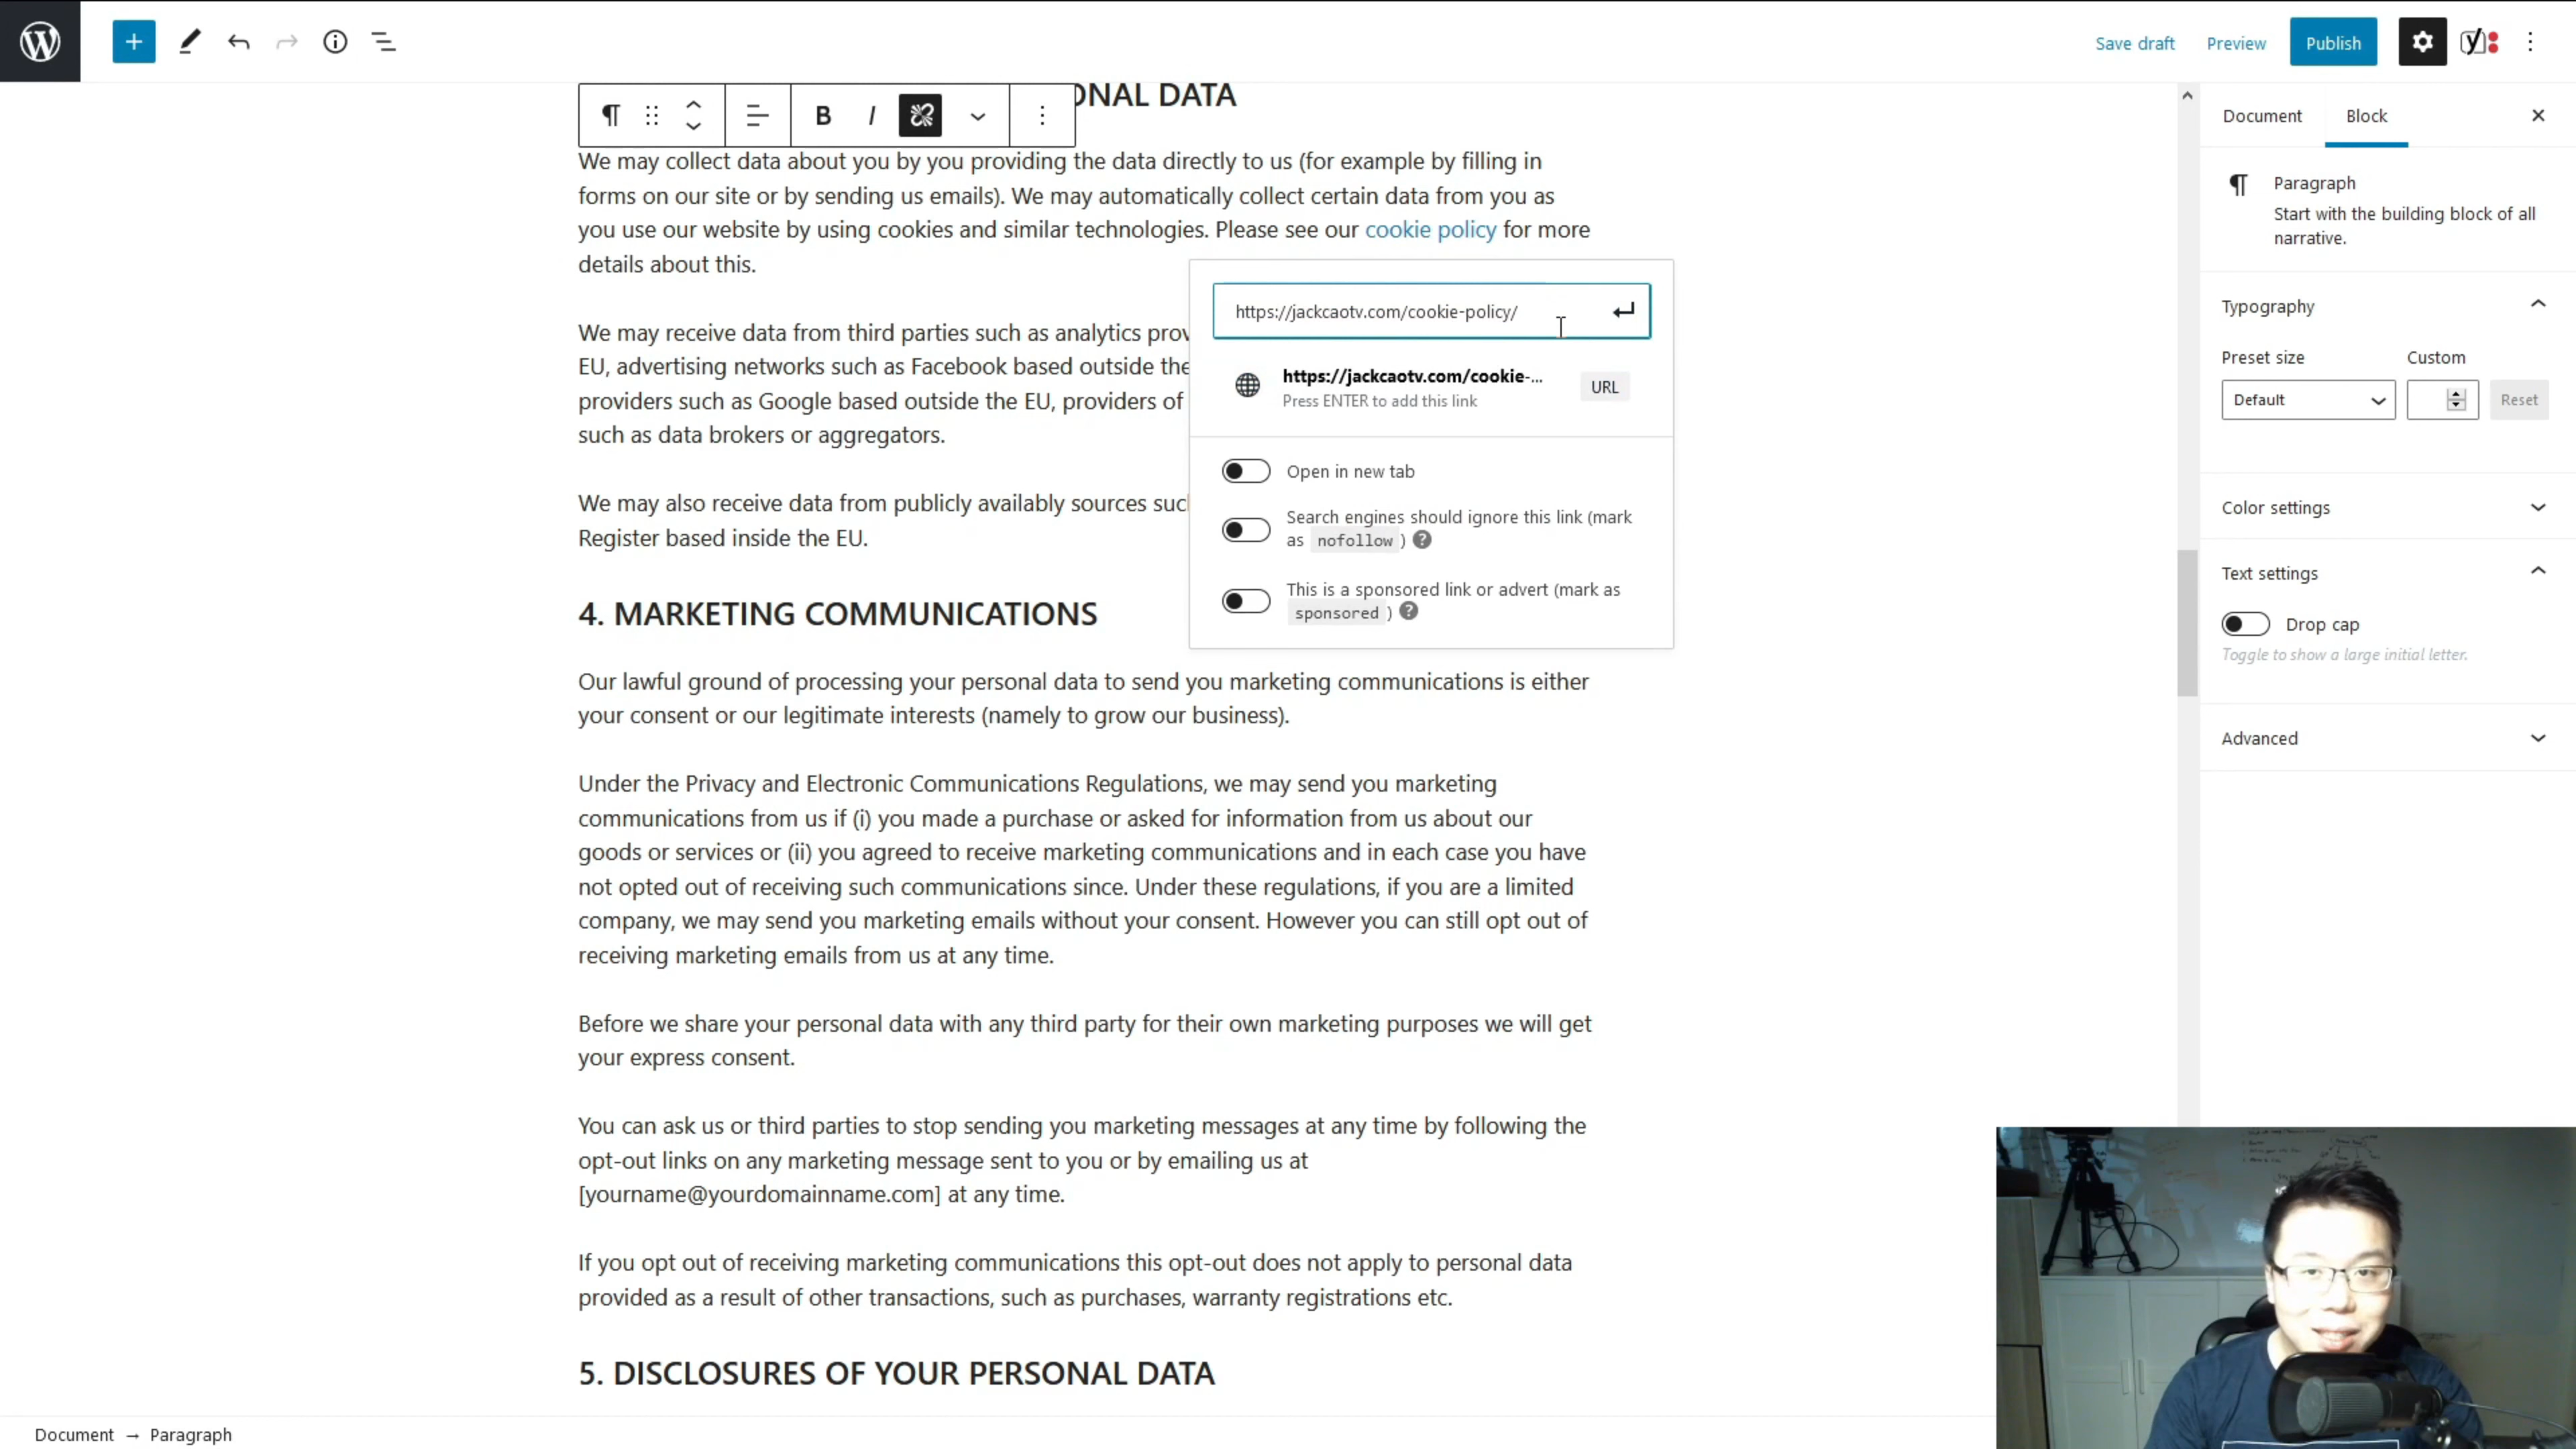 Save draft
Preview
Publish
ONAL DATA
B I
We may collect data about you by you providing the data directly to us (for example by filling in
forms on our site or by sending us emails). We may automatically collect certain data from you as
you use our website by using cookies and similar technologies. Please see our cookie policy for more
details about this.
https://jackcaotv.com/cookie-policy/
https://jackcaotv.com/cookie-...
Press ENTER to add this link
URL
Open in new tab
Search engines should ignore this link (mark
as nofollow )
This is a sponsored link or advert (mark as
sponsored )
We may receive data from third parties such as analytics prov
EU, advertising networks such as Facebook based outside the
providers such as Google based outside the EU, providers of
such as data brokers or aggregators.
We may also receive data from publicly availably sources suc
Register based inside the EU.
4. MARKETING COMMUNICATIONS
Our lawful ground of processing your personal data to send you marketing communications is either
your consent or our legitimate interests (namely to grow our business).
Under the Privacy and Electronic Communications Regulations, we may send you marketing
communications from us if (i) you made a purchase or asked for information from us about our
goods or services or (ii) you agreed to receive marketing communications and in each case you have
not opted out of receiving such communications since. Under these regulations, if you are a limited
company, we may send you marketing emails without your consent. However you can still opt out of
receiving marketing emails from us at any time.
Before we share your personal data with any third party for their own marketing purposes we will get
your express consent.
You can ask us or third parties to stop sending you marketing messages at any time by following the
opt-out links on any marketing message sent to you or by emailing us at
[yourname@yourdomainname.com] at any time.
If you opt out of receiving marketing communications this opt-out does not apply to personal data
provided as a result of other transactions, such as purchases, warranty registrations etc.
5. DISCLOSURES OF YOUR PERSONAL DATA
Document → Paragraph
Document
Block
Paragraph
Start with the building block of all
narrative.
Typography
Preset size
Custom
Default
Reset
Color settings
Text settings
Drop cap
Toggle to show a large initial letter.
Advanced